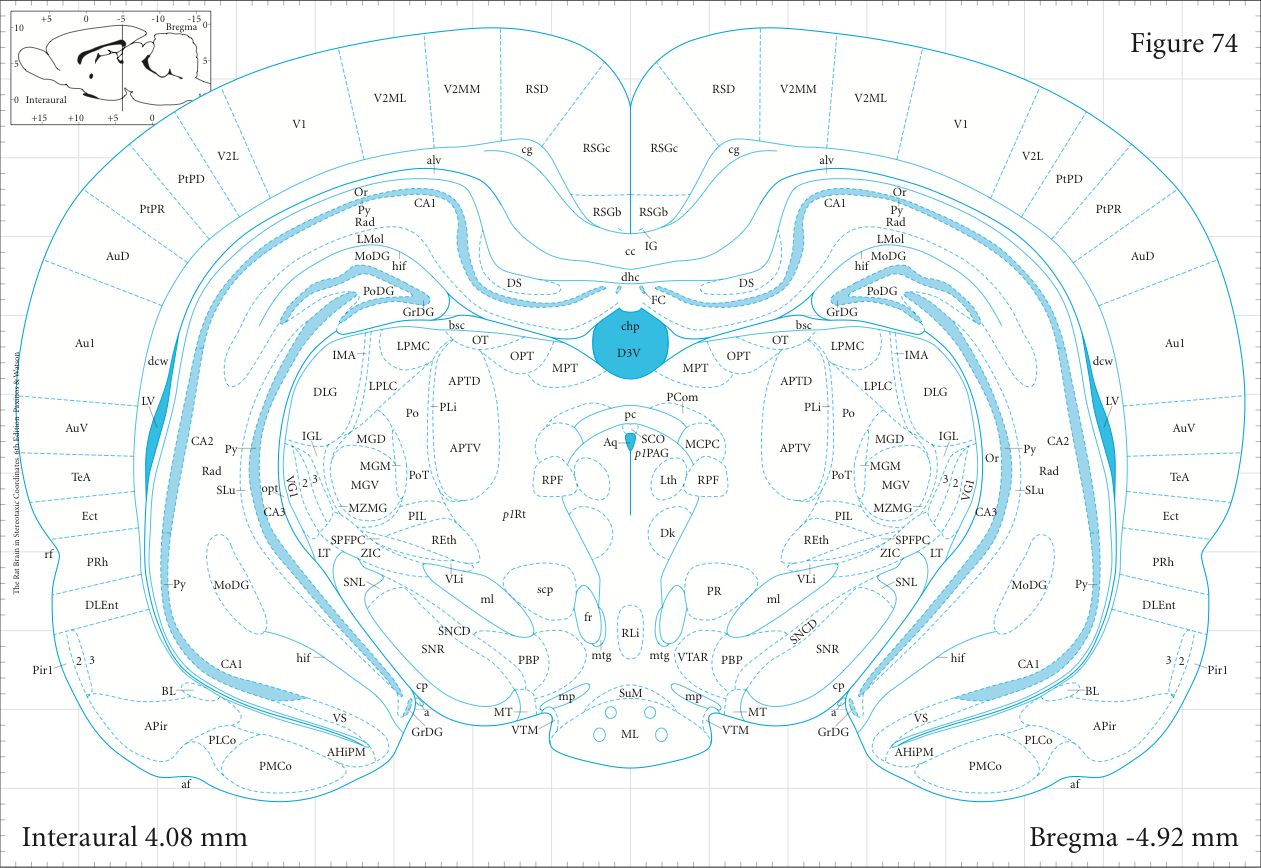 +5 0 -5 -10 -15
Bregma 0
10
5 5
0 Interaural
+15 +10 +5 0
Figure 74
RSD RSD
V2MM V2MM
V2ML V2ML
V1 V1
RSGc RSGc
cg cg
V2L V2L
alv alv
PtPD PtPD
Or Or
CA1 CA1
PtPR Py Py PtPR
RSGb RSGb
Rad Rad
LMol LMol
IG
cc
AuD MoDG MoDG AuD
hif hif
dhc
DS DS
PoDG PoDG
FC
GrDG GrDG
bsc chp bsc
OT OT
Au1 LPMC LPMC Au1
IMA OPT D3V OPT IMA
dcw MPT MPT dcw
APTD APTD
LPLC LPLC
DLG DLG
PCom
LV LV
PLi PLi
Po pc Po
AuV AuV
IGL SCO IGL
CA2 MGD Aq MCPC MGD CA2
Py APTV p1PAG APTV Py
Or
MGM MGM
Rad Rad
TeA PoT PoT TeA
RPF Lth RPF
2 3 3 2
MGV MGV
SLu opt VG1 VG1 SLu
MZMG MZMG
CA3 CA3
Ect PIL p1Rt PIL Ect
Dk
SPFPC REth REth SPFPC
rf LT ZIC ZIC LT
PRh PRh
VLi VLi
Py MoDG SNL SNL MoDG Py
scp PR
ml ml
DLEnt DLEnt
fr
SNCD RLi SNCD
SNR SNR
hif PBP mtg mtg VTAR PBP hif
2 3 3 2
Pir1 CA1 CA1 Pir1
cp cp
BL mp SuM mp BL
VS a MT MT a VS
APir GrDG VTM ML VTM GrDG APir
PLCo PLCo
AHiPM AHiPM
PMCo PMCo
af af
The Rat Brain in Stereotaxic Coordinates 6th Edition Paxinos & Watson
Interaural 4.08 mm
Bregma -4.92 mm